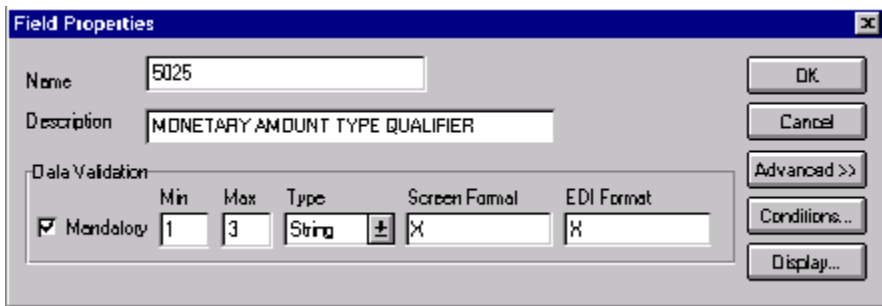 Field Properties
Name 5025 OK
Description MONETARY AMOUNT TYPE QUALIFIER Cancel
Data Validation Advanced >>
Min Max Type Screen Format EDI Format
Mandatory 1 3 String X X Conditions...
Display...